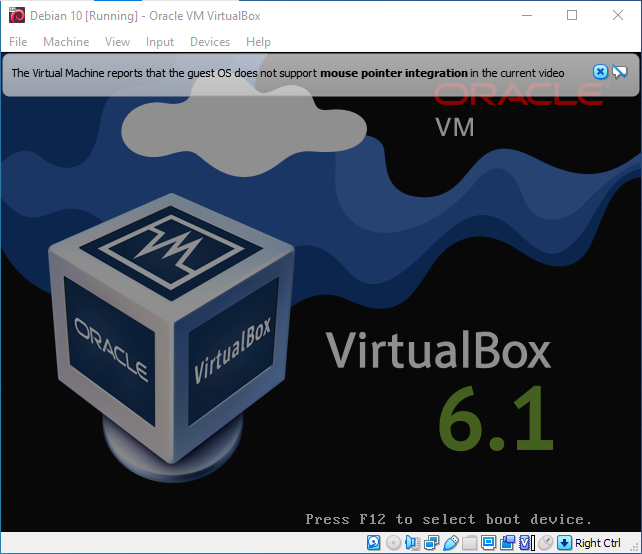 Debian 10 [Running] - Oracle VM VirtualBox
File Machine View Input Devices Help
The Virtual Machine reports that the guest OS does not support mouse pointer integration in the current video
ORACLE
VM
ORACLE
VirtualBox
VirtualBox
6.1
Press F12 to select boot device.
Right Ctrl